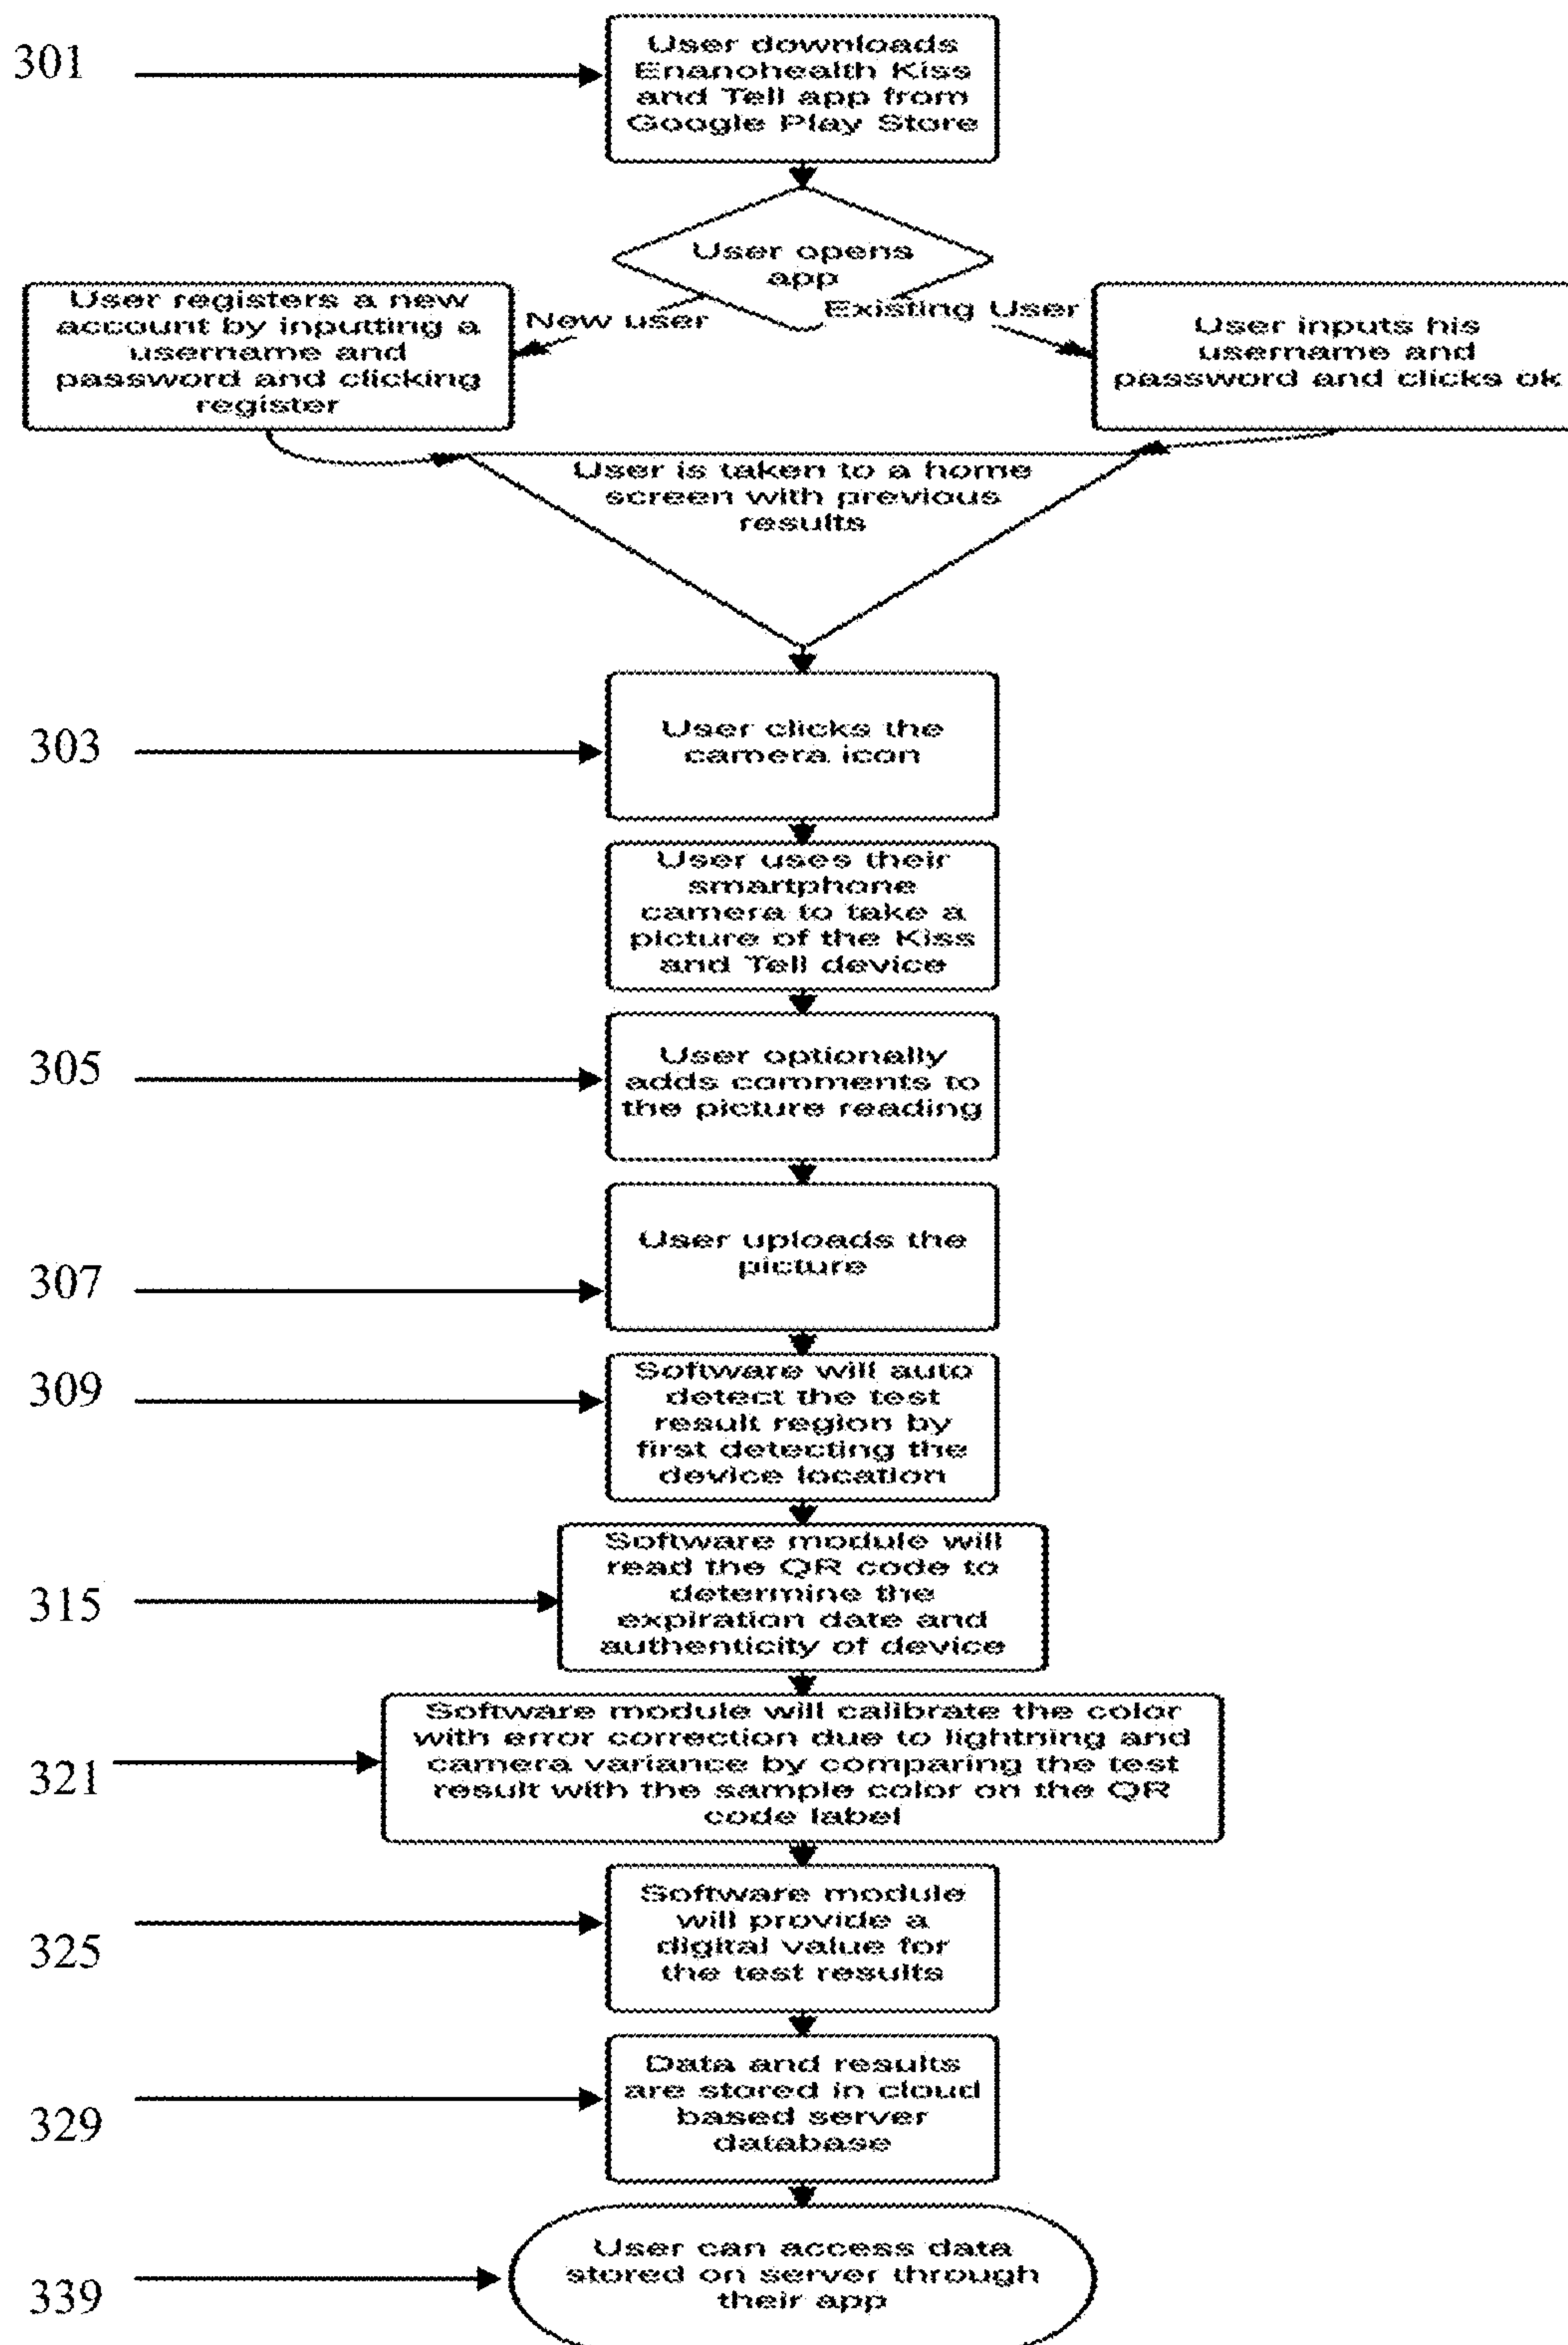 301
User downloads
Enanohealth Kiss
and Tell app from
Google Play Store
User opens
app
New user
Existing User
User registers a new
account by inputting a
username and
password and clicking
register
User inputs his
username and
password and clicks ok
User is taken to a home
screen with previous
results
303
User clicks the
camera icon
User uses their
smartphone
camera to take a
picture of the Kiss
and Tell device
305
User optionally
adds comments to
the picture reading
307
User uploads the
picture
309
Software will auto
detect the test
result region by
first detecting the
device location
315
Software module will
read the QR code to
determine the
expiration date and
authenticity of device
321
Software module will calibrate the color
with error correction due to lightning and
camera variance by comparing the test
result with the sample color on the QR
code label
325
Software module
will provide a
digital value for
the test results
329
Data and results
are stored in cloud
based server
database
339
User can access data
stored on server through
their app